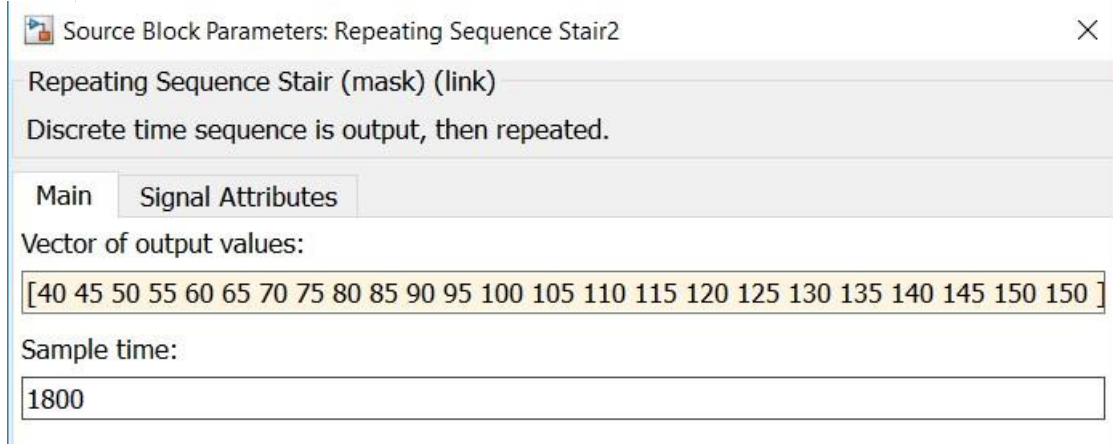 Source Block Parameters: Repeating Sequence Stair2
Repeating Sequence Stair (mask) (link)
Discrete time sequence is output, then repeated.
Main Signal Attributes
Vector of output values:
[40 45 50 55 60 65 70 75 80 85 90 95 100 105 110 115 120 125 130 135 140 145 150 150 ]
Sample time:
1800